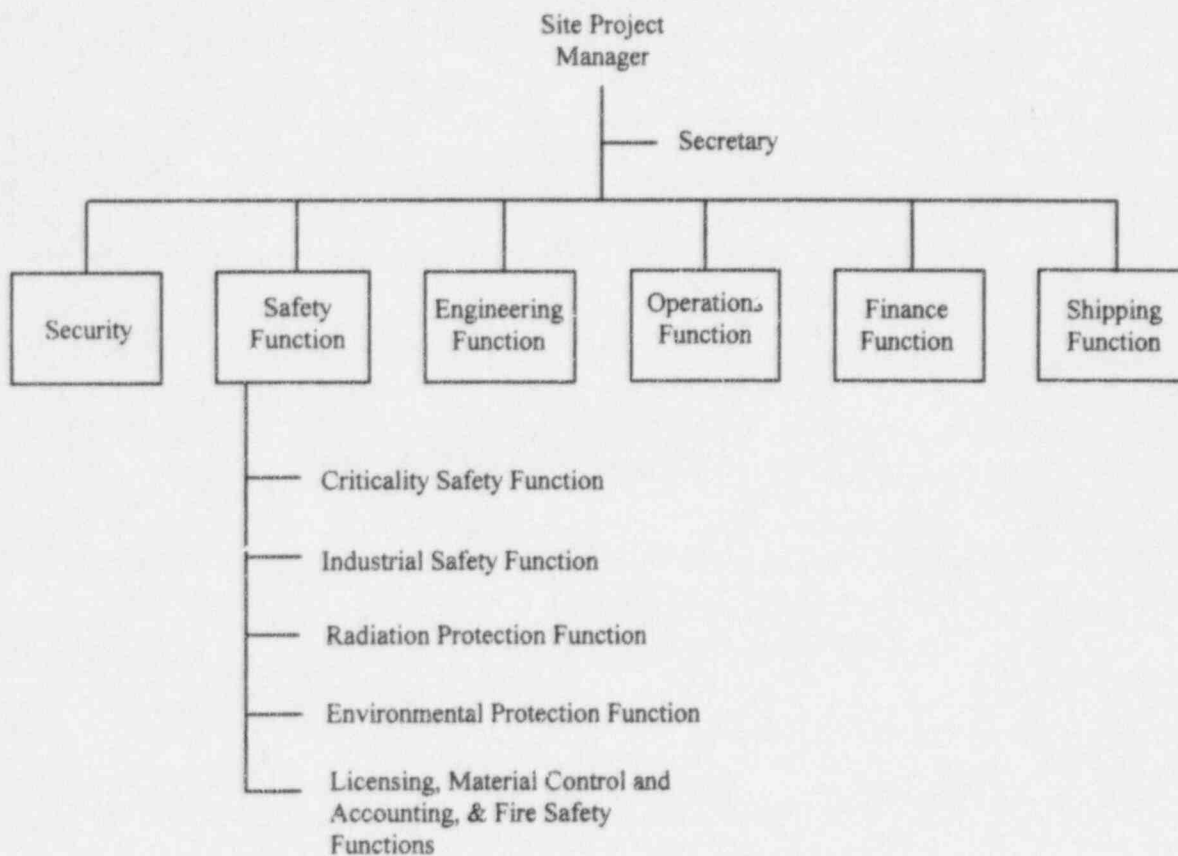 Site Project
Manager
Secretary
Security
Safety
Function
Engineering
Function
Operations
Function
Finance
Function
Shipping
Function
Criticality Safety Function
Industrial Safety Function
Radiation Protection Function
Environmental Protection Function
Licensing, Material Control and
Accounting, & Fire Safety
Functions